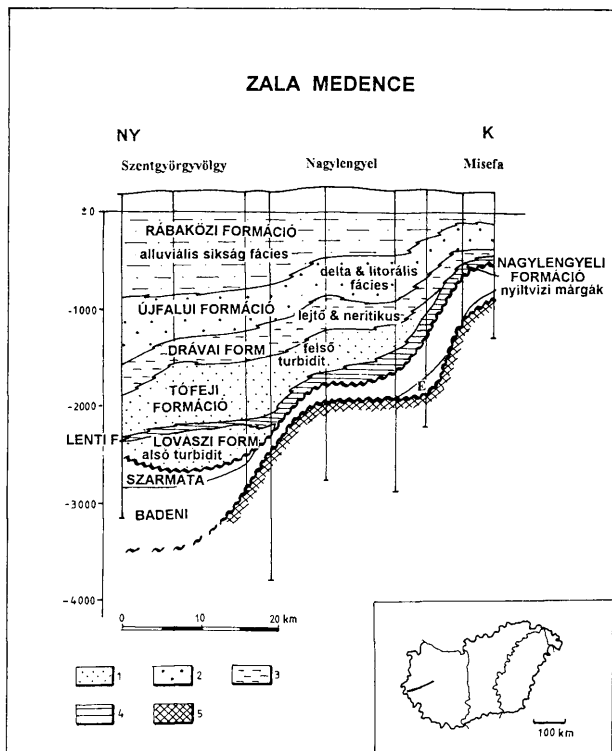 ZALA MEDENCE
NY K
Szentgyörgyvölgy Nagylengyel Misefa
±0
RÁBAKÖZI FORMÁCIÓ
alluviális sikság fácies
NAGYLENGYELI
FORMÁCIÓ
nyiltvizi márgák
delta & litorális
fácies
ÚJFALUI FORMÁCIÓ
-1000
lejtő & neritikus
DRÁVAI FORM
felső
turbidit
TÓFEJI
FORMÁCIÓ
E
-2000
LENTI F
LOVÁSZI FORM
alsó turbidit
SZARMATA
-3000
BADENI
-4000
0 10 20 km
1 2 3
4 5
100 km